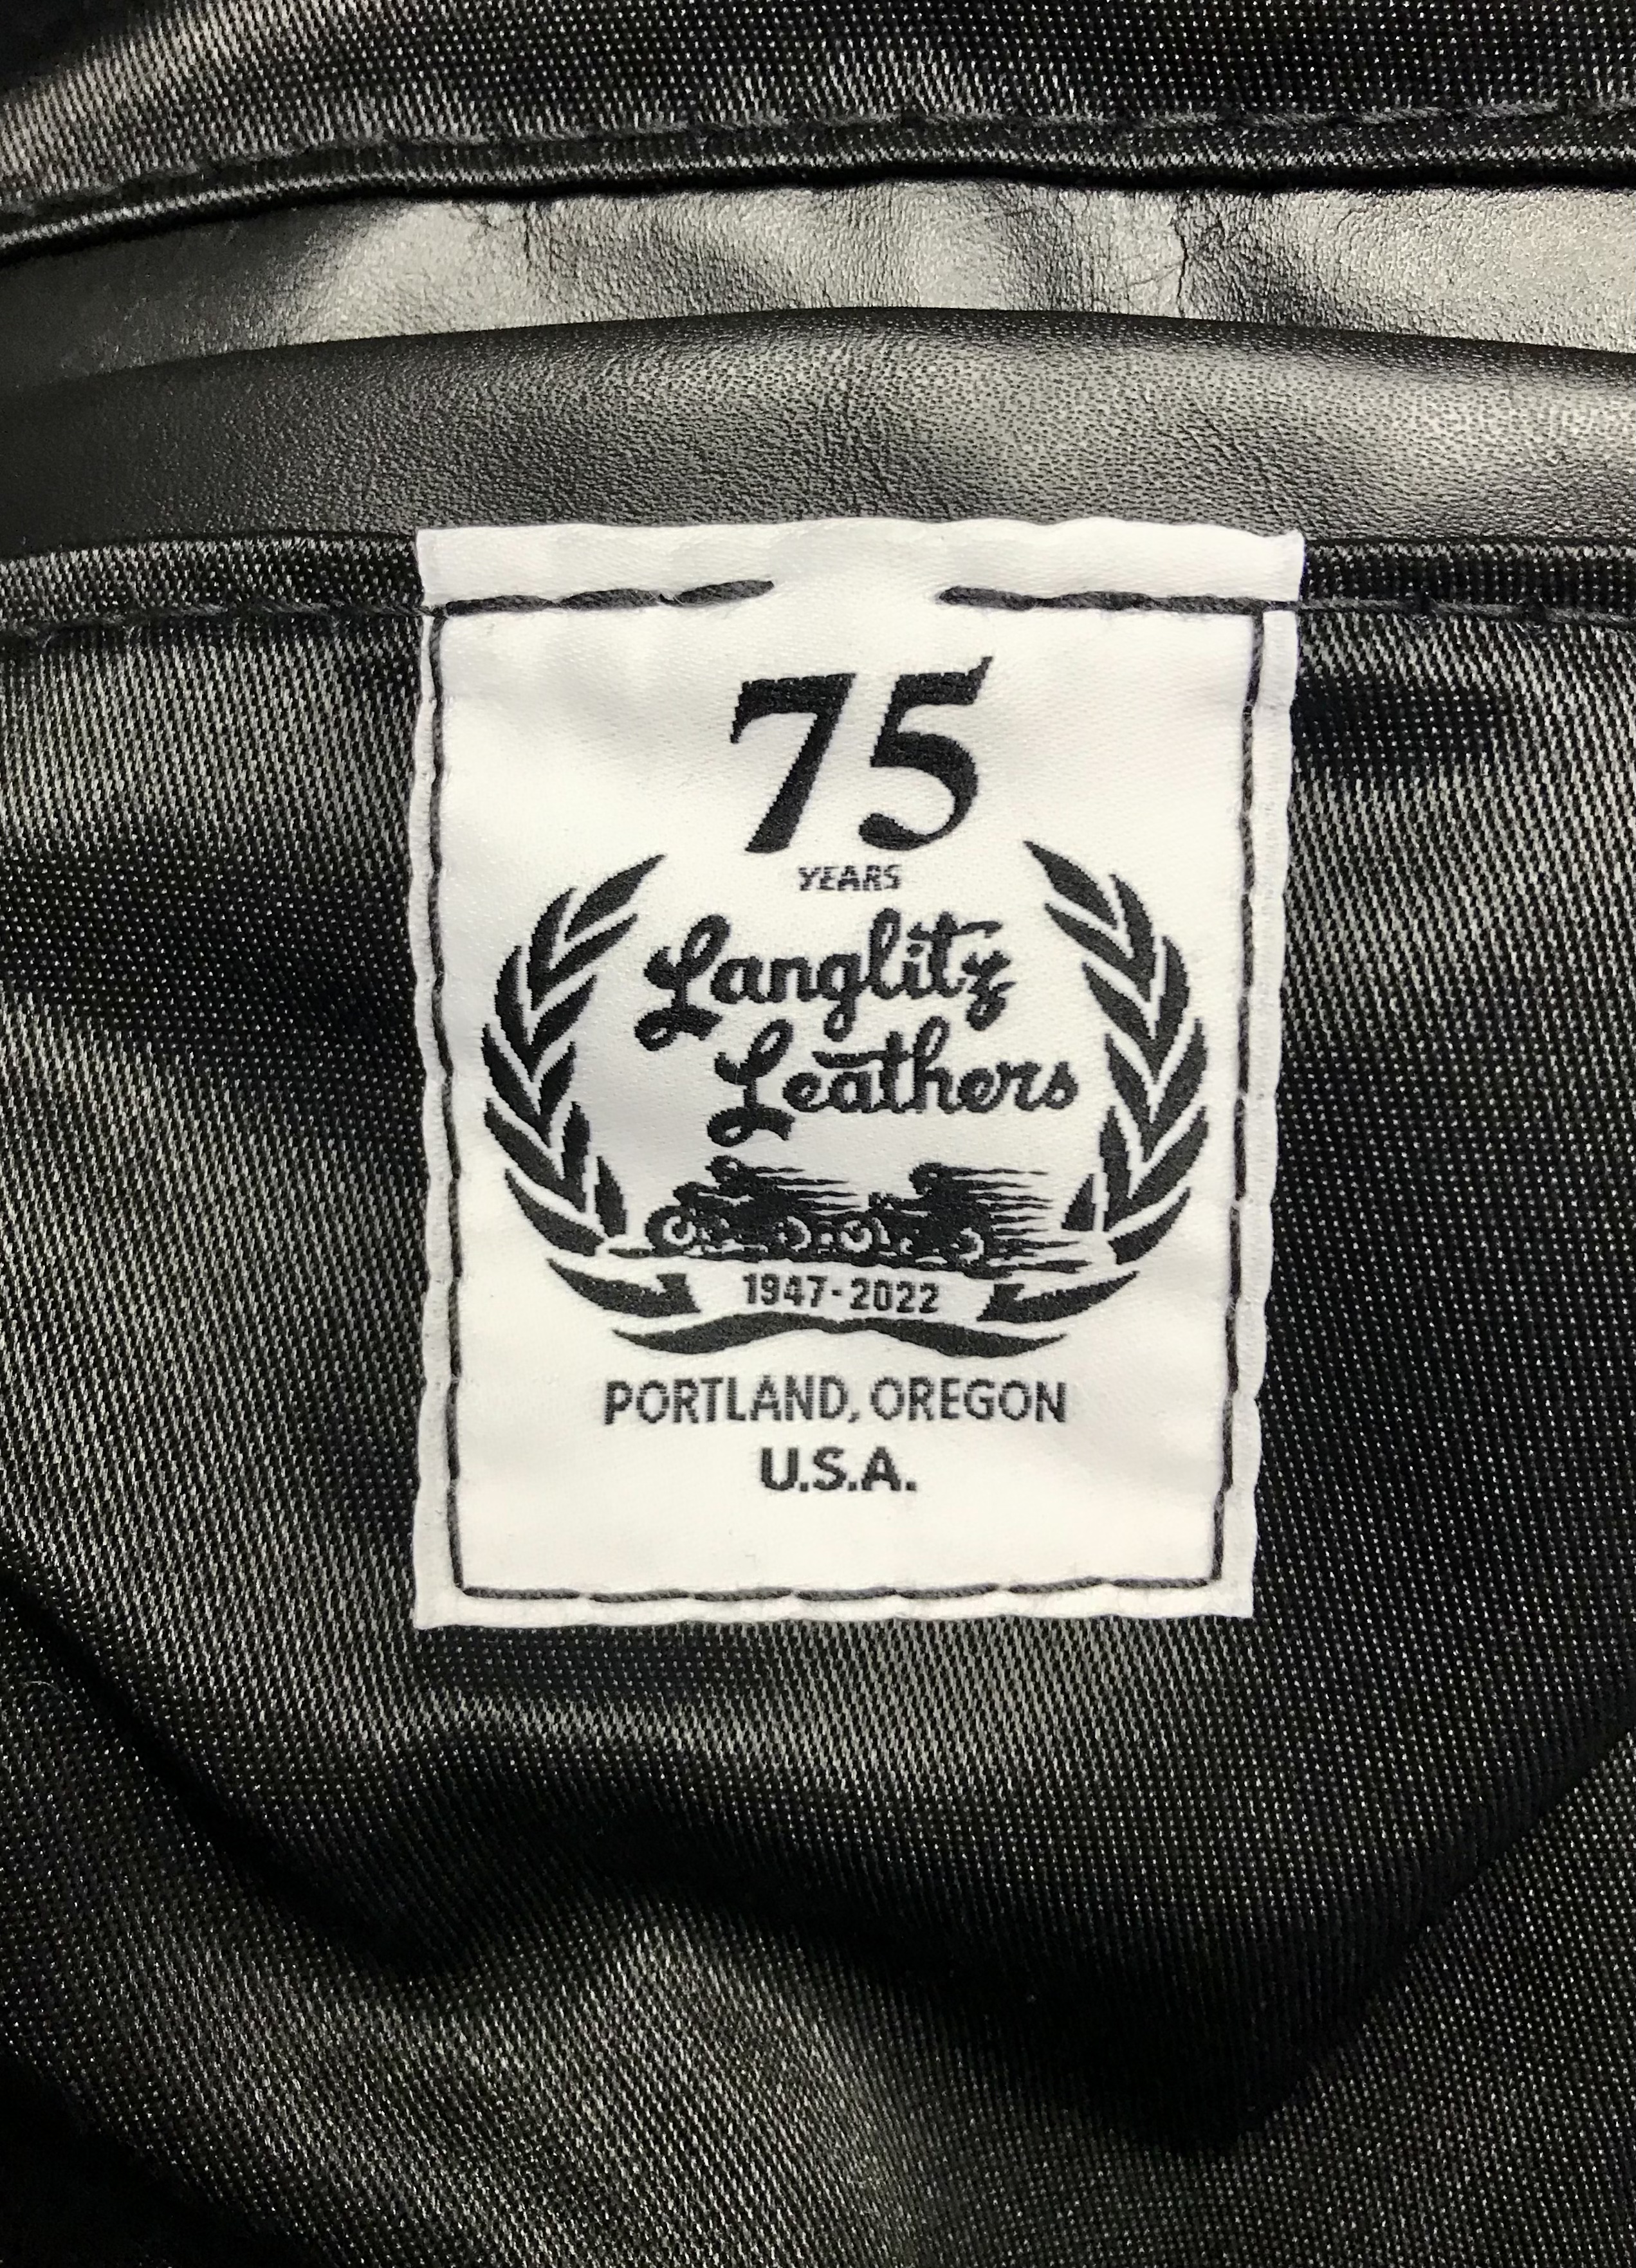 75
YEARS
Langlitz
Leathers
1947-2022
PORTLAND, OREGON
U.S.A.